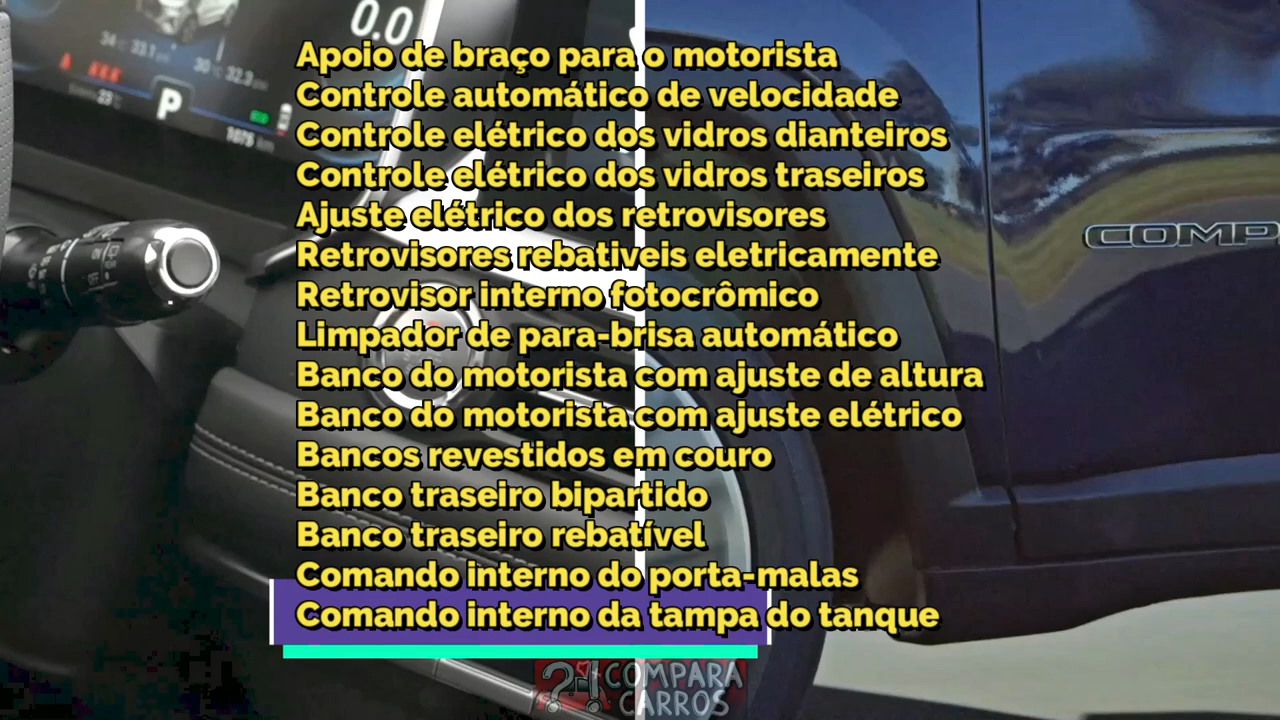 0.0
P
Apoio de braço para o motorista
Controle automático de velocidade
Controle elétrico dos vidros dianteiros
Controle elétrico dos vidros traseiros
Ajuste elétrico dos retrovisores
Retrovisores rebativeis eletricamente
COMP
Retrovisor interno fotocrômico
Limpador de para-brisa automático
Banco do motorista com ajuste de altura
Banco do motorista com ajuste elétrico
Bancos revestidos em couro
Banco traseiro bipartido
Banco traseiro rebatível
Comando interno do porta-malas
Comando interno da tampa do tanque
?! COMPARA
CARROS